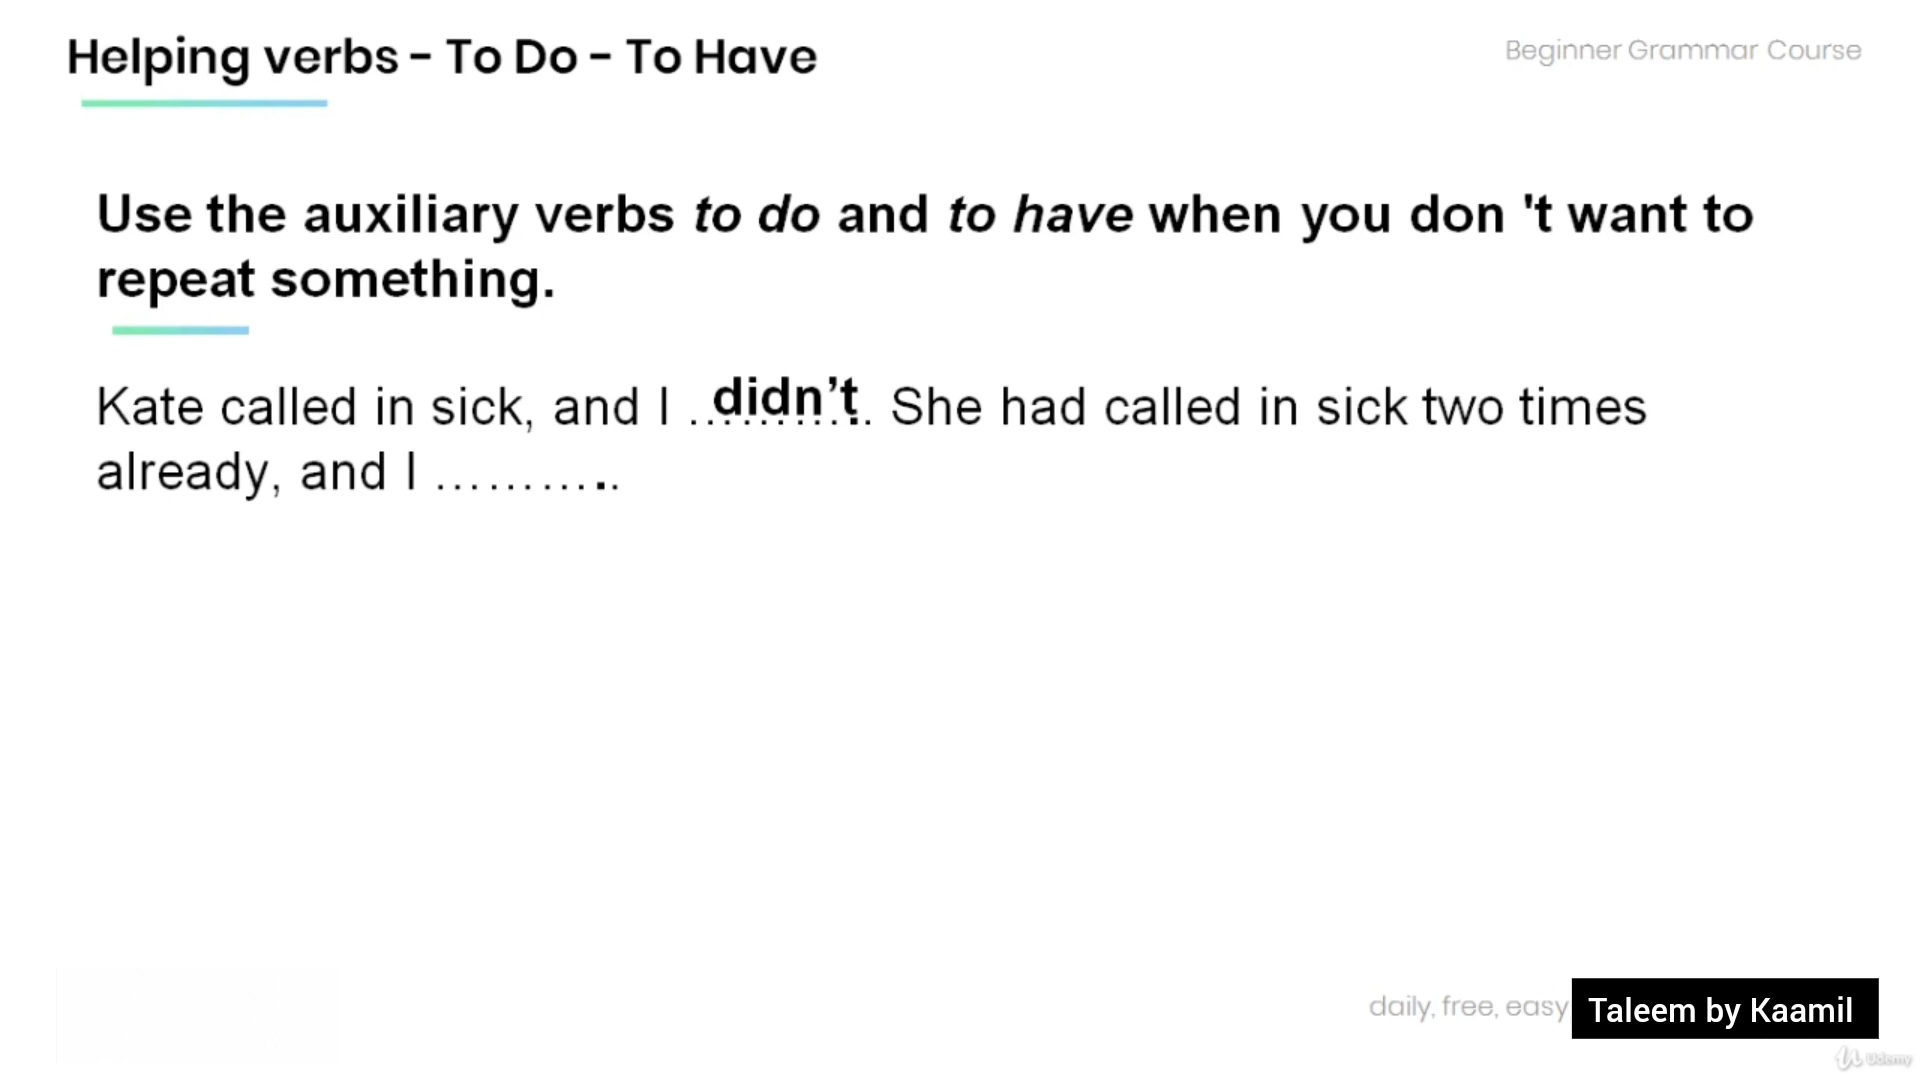 Helping verbs - To Do - To Have
Beginner Grammar Course
Use the auxiliary verbs to do and to have when you don 't want to
repeat something.
Kate called in sick, and I ..didn’t.. She had called in sick two times
already, and I ………...
daily, free, easy
Taleem by Kaamil
Udemy